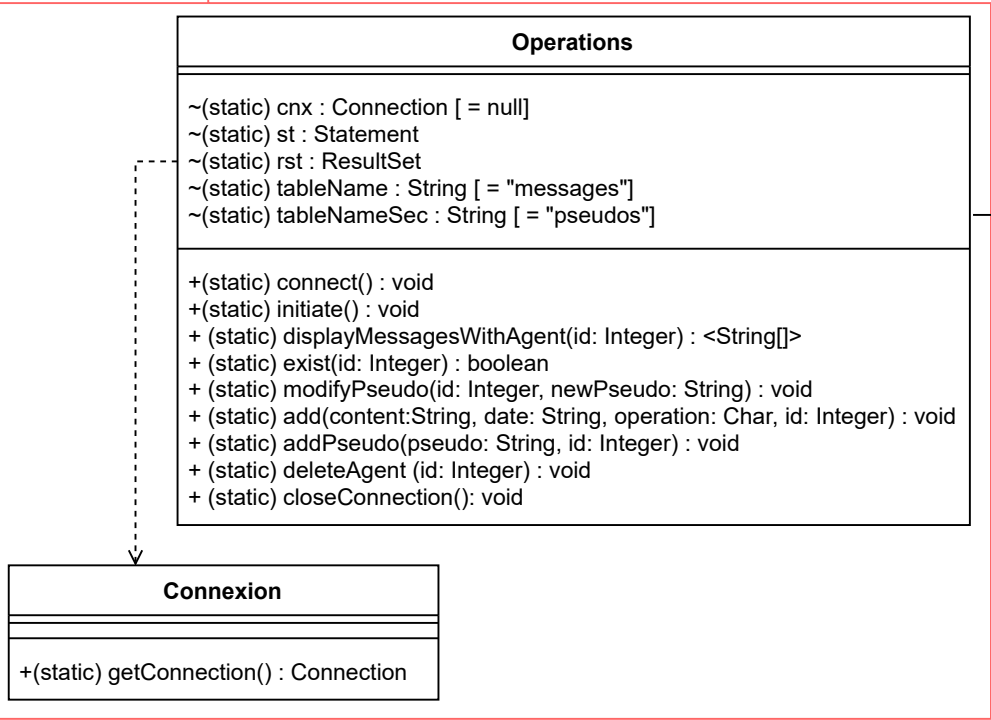 Operations
~(static) cnx : Connection [ = null]
~(static) st : Statement
~(static) rst : ResultSet
~(static) tableName : String [ = "messages"]
~(static) tableNameSec : String [ = "pseudos"]
+(static) connect() : void
+(static) initiate() : void
+ (static) displayMessagesWithAgent(id: Integer) : <String[]>
+ (static) exist(id: Integer) : boolean
+ (static) modifyPseudo(id: Integer, newPseudo: String) : void
+ (static) add(content:String, date: String, operation: Char, id: Integer) : void
+ (static) addPseudo(pseudo: String, id: Integer) : void
+ (static) deleteAgent (id: Integer) : void
+ (static) closeConnection(): void
Connexion
+(static) getConnection() : Connection